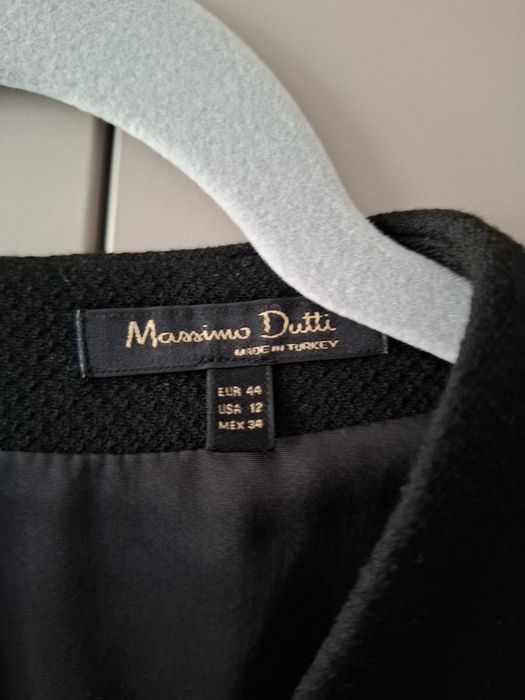 Massimo Dutti
MADE IN TURKEY
EUR 44
USA 12
MEX 34